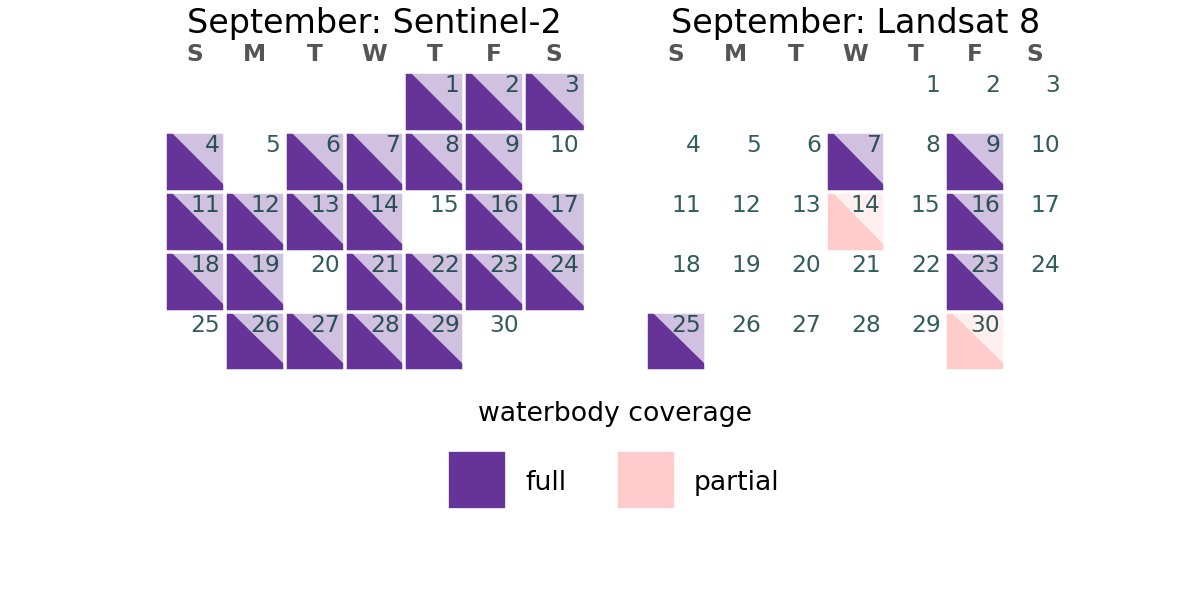 September: Sentinel-2
S M T W T F S
1 2 3
4 5 6 7 8 9 10
11 12 13 14 15 16 17
18 19 20 21 22 23 24
25 26 27 28 29 30
September: Landsat 8
S M T W T F S
1 2 3
4 5 6 7 8 9 10
11 12 13 14 15 16 17
18 19 20 21 22 23 24
25 26 27 28 29 30
waterbody coverage
full partial